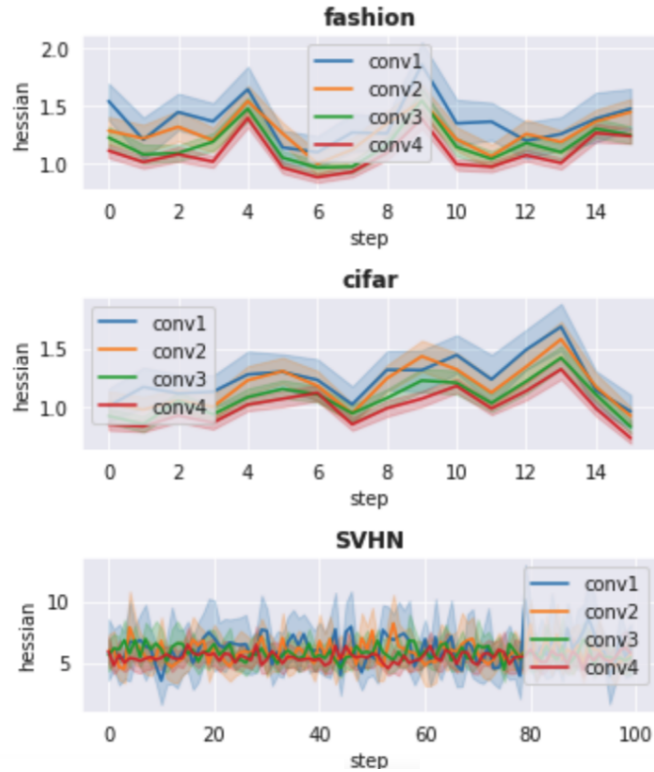 fashion
2.0
1.5
1.0
hessian
conv1
conv2
conv3
conv4
0 2 4 6 8 10 12 14
step
cifar
1.5
1.0
hessian
conv1
conv2
conv3
conv4
0 2 4 6 8 10 12 14
step
SVHN
10
5
hessian
conv1
conv2
conv3
conv4
0 20 40 60 80 100
step